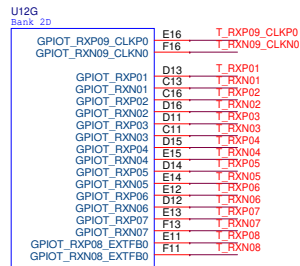 U12G
Bank 2D
GPIOT_RXP09_CLKP0 E16 T_RXP09_CLKP0
GPIOT_RXN09_CLKN0 F16 T_RXN09_CLKN0
GPIOT_RXP01 D13 T_RXP01
GPIOT_RXN01 C13 T_RXN01
GPIOT_RXP02 C16 T_RXP02
GPIOT_RXN02 D16 T_RXN02
GPIOT_RXP03 D11 T_RXP03
GPIOT_RXN03 C11 T_RXN03
GPIOT_RXP04 D15 T_RXP04
GPIOT_RXN04 E15 T_RXN04
GPIOT_RXP05 D14 T_RXP05
GPIOT_RXN05 E14 T_RXN05
GPIOT_RXP06 E12 T_RXP06
GPIOT_RXN06 D12 T_RXN06
GPIOT_RXP07 E13 T_RXP07
GPIOT_RXN07 F13 T_RXN07
GPIOT_RXP08_EXTFB0 E11 T_RXP08
GPIOT_RXN08_EXTFB0 F11 T_RXN08